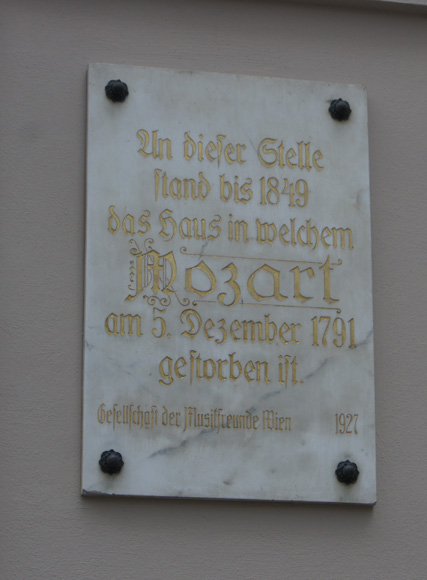 An dieser Stelle
stand bis 1849
das Haus in welchem
Mozart
am 5. Dezember 1791
gestorben ist.
Gesellschaft der Musikfreunde Wien 1927